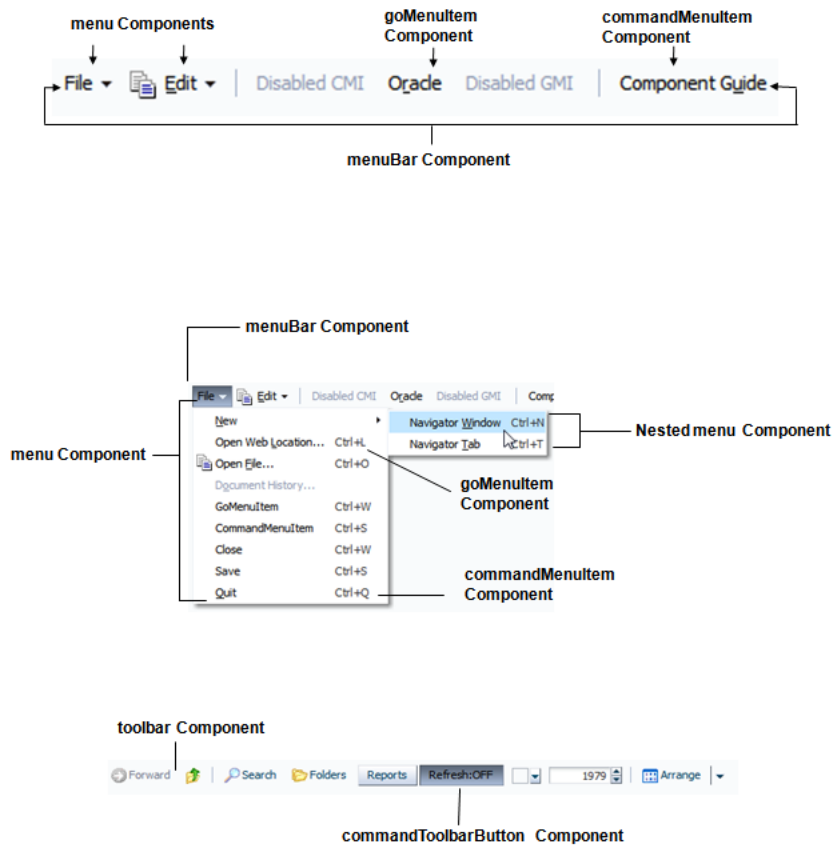 menu Components
goMenuItem
Component
commandMenuItem
Component
File Edit Disabled CMI Oracle Disabled GMI Component Guide
menuBar Component
menuBar Component
File Edit Disabled CMI Oracle Disabled GMI Comp
New
Navigator Window Ctrl+N
Open Web Location... Ctrl+L
Navigator Tab Ctrl+T
Nested menu Component
menu Component
Open File... Ctrl+O
Document History...
goMenuItem
Component
GoMenuItem Ctrl+W
CommandMenuItem Ctrl+S
Close Ctrl+W
Save Ctrl+S
commandMenuItem
Component
Quit Ctrl+Q
toolbar Component
Forward Search Folders Reports Refresh:OFF 1979 Arrange
commandToolbarButton Component